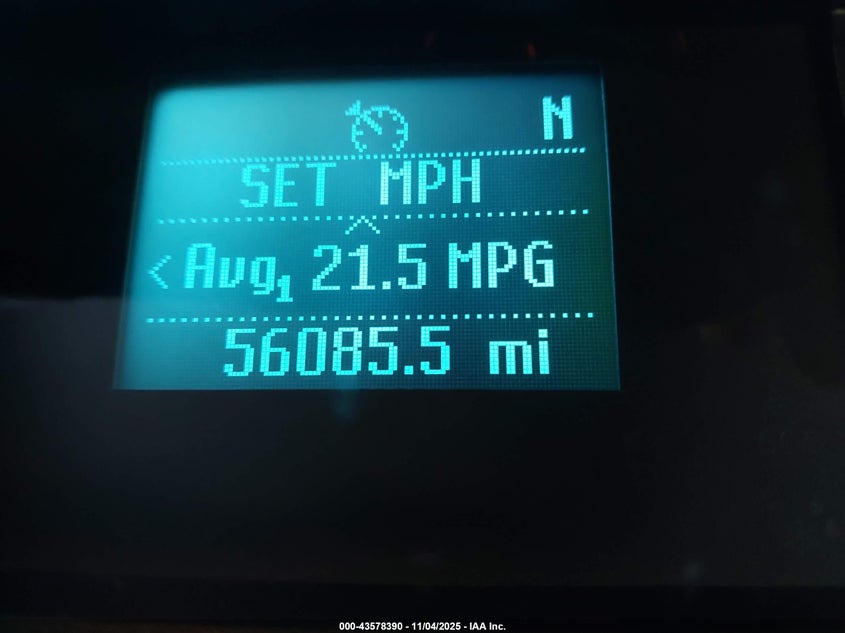 N
SET MPH
< Avg1 21.5 MPG
56085.5 mi
000-43578390 - 11/04/2025 - IAA Inc.